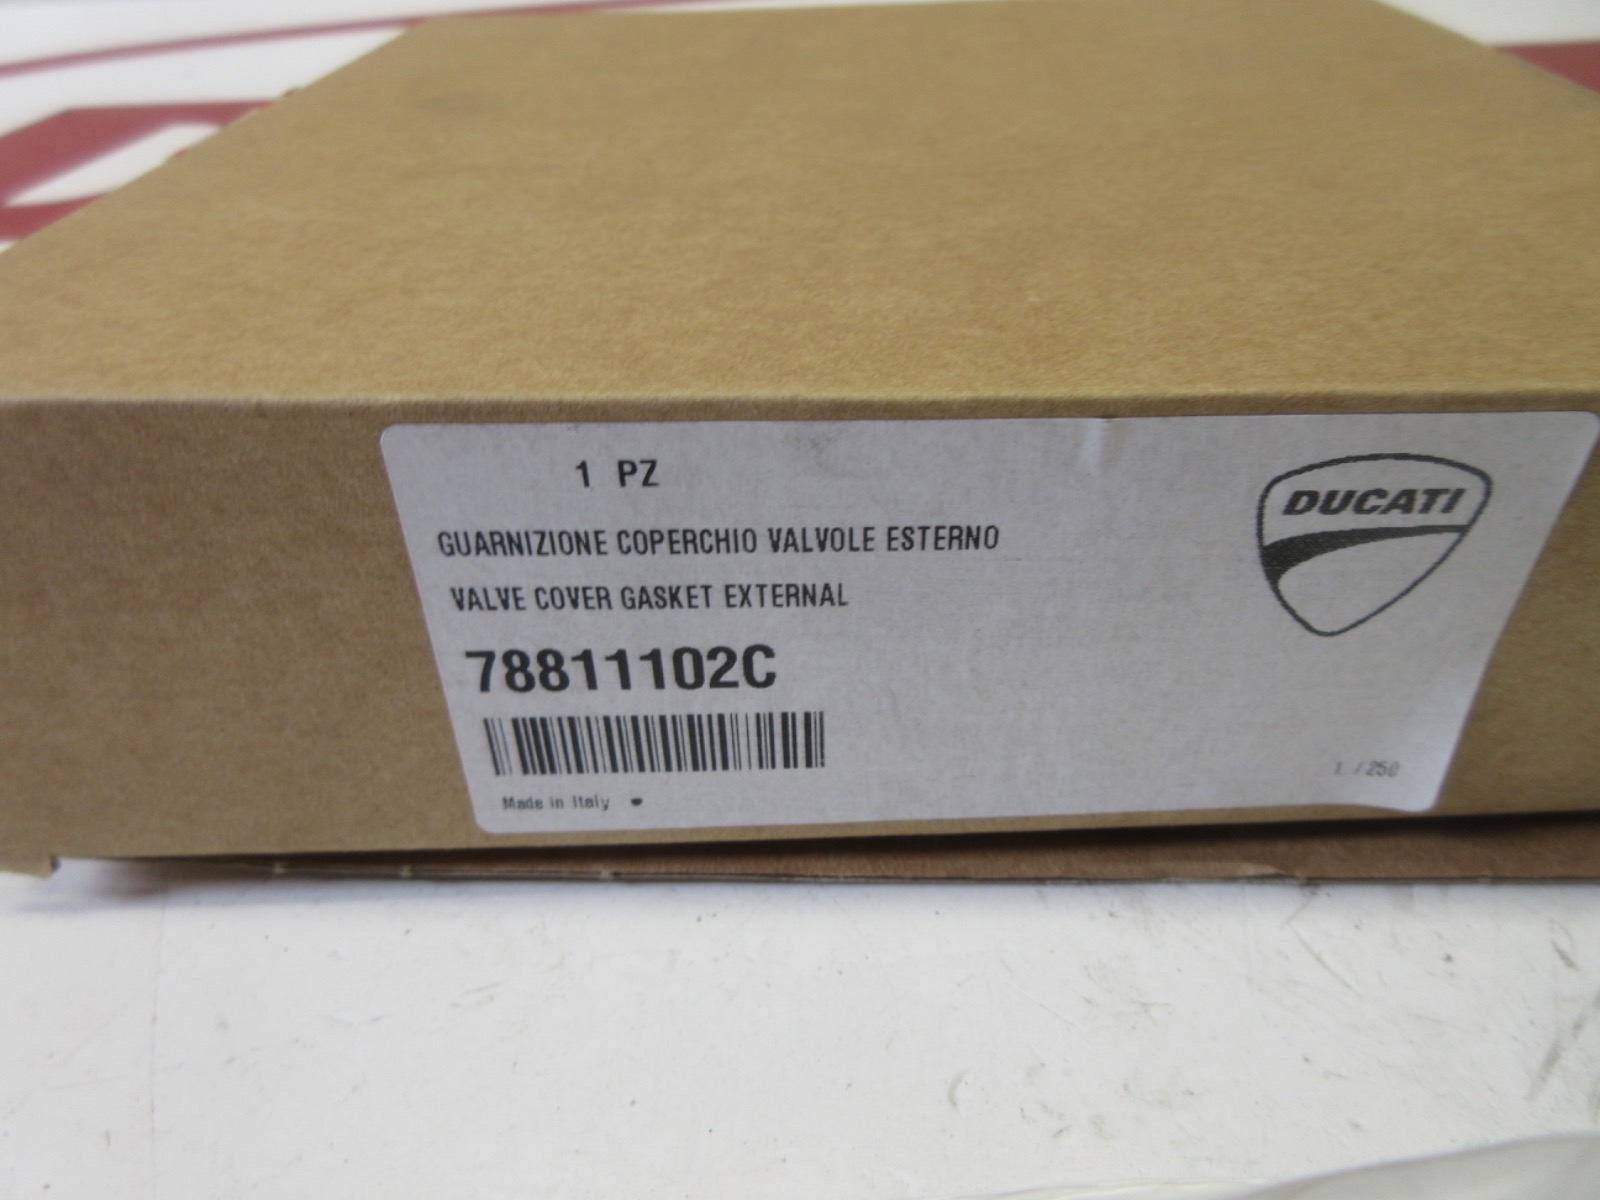 1 PZ
DUCATI
GUARNIZIONE COPERCHIO VALVOLE ESTERNO
VALVE COVER GASKET EXTERNAL
78811102C
Made in Italy
1 / 250